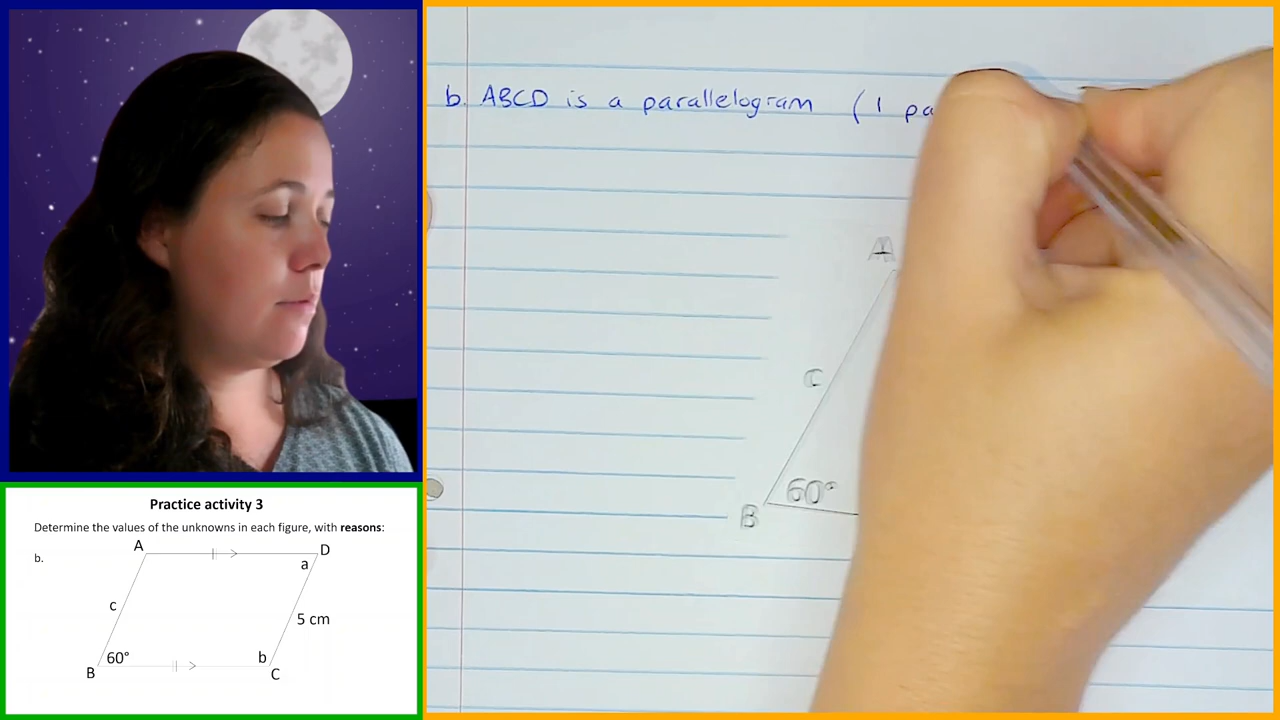 b. ABCD is a parallelogram (1
A
c
60°
B
Practice activity 3
Determine the values of the unknowns in each figure, with reasons:
b.
A
D
a
c
5 cm
60°
b
B
C